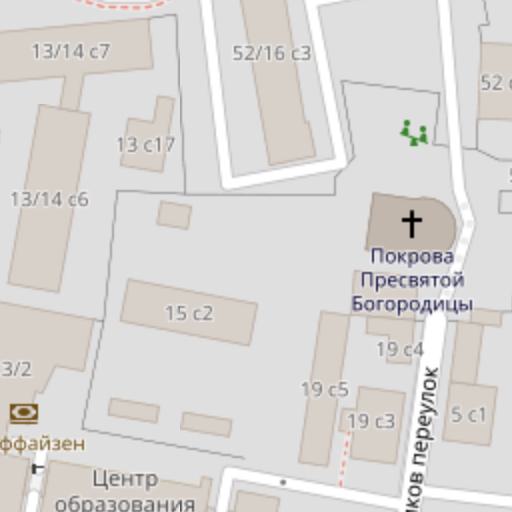 13/14 с7
52/16 с3
52
13 с17
13/14 с6
Покрова
Пресвятой
Богородицы
15 с2
19 с4
3/2
19 с5
19 с3
5 с1
ффайзен
ков переулок
Центр
образования